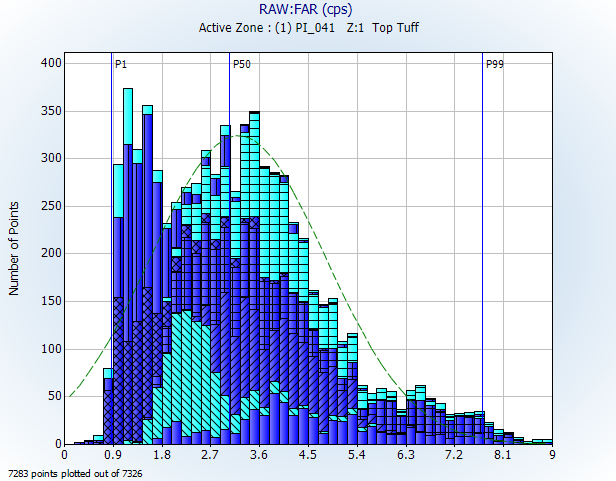 RAW:FAR (cps)
Active Zone : (1) PI_041 Z:1 Top Tuff
P1 P50 P99
400
350
300
250
200
150
100
50
0
Number of Points
0 0.9 1.8 2.7 3.6 4.5 5.4 6.3 7.2 8.1 9
7283 points plotted out of 7326